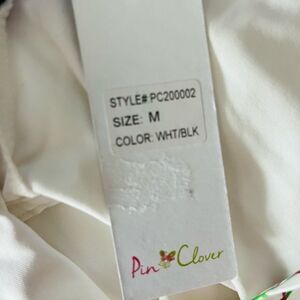 STYLE#: PC200002
SIZE: M
COLOR: WHT/BLK
Pin Clover